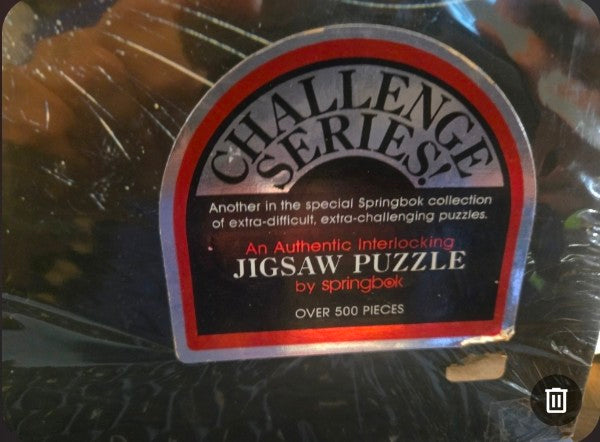 CHALLENGE
SERIES!
Another in the special Springbok collection
of extra-difficult, extra-challenging puzzles.
An Authentic Interlocking
JIGSAW PUZZLE
by springbok
OVER 500 PIECES